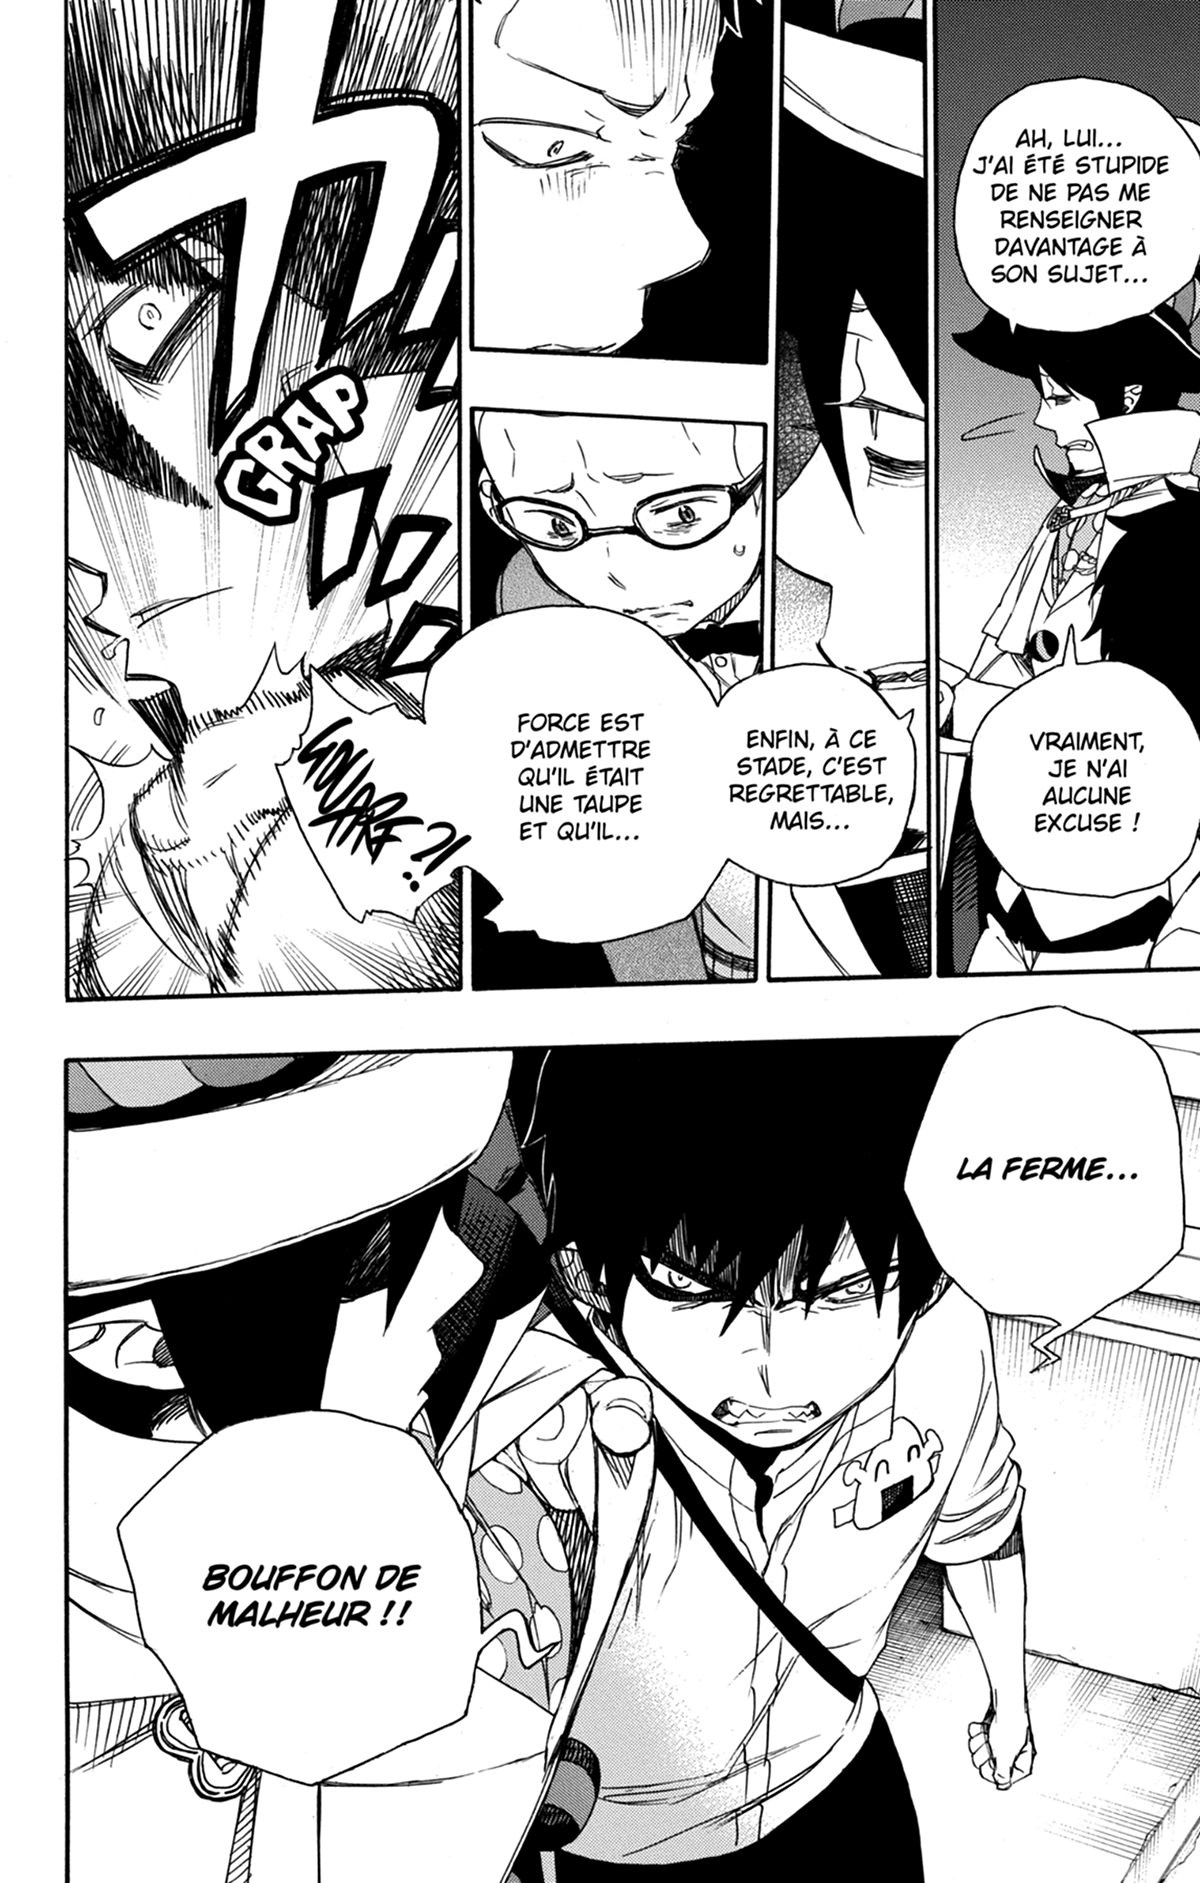 AH, LUI...
J'AI ÉTÉ STUPIDE
DE NE PAS ME
RENSEIGNER
DAVANTAGE À
SON SUJET...
VRAIMENT,
JE N'AI
AUCUNE
EXCUSE !
ENFIN, À CE
STADE, C'EST
REGRETTABLE,
MAIS...
FORCE EST
D'ADMETTRE
QU'IL ÉTAIT
UNE TAUPE
ET QU'IL...
GRAP
GOUARF ?!
LA FERME...
BOUFFON DE
MALHEUR !!